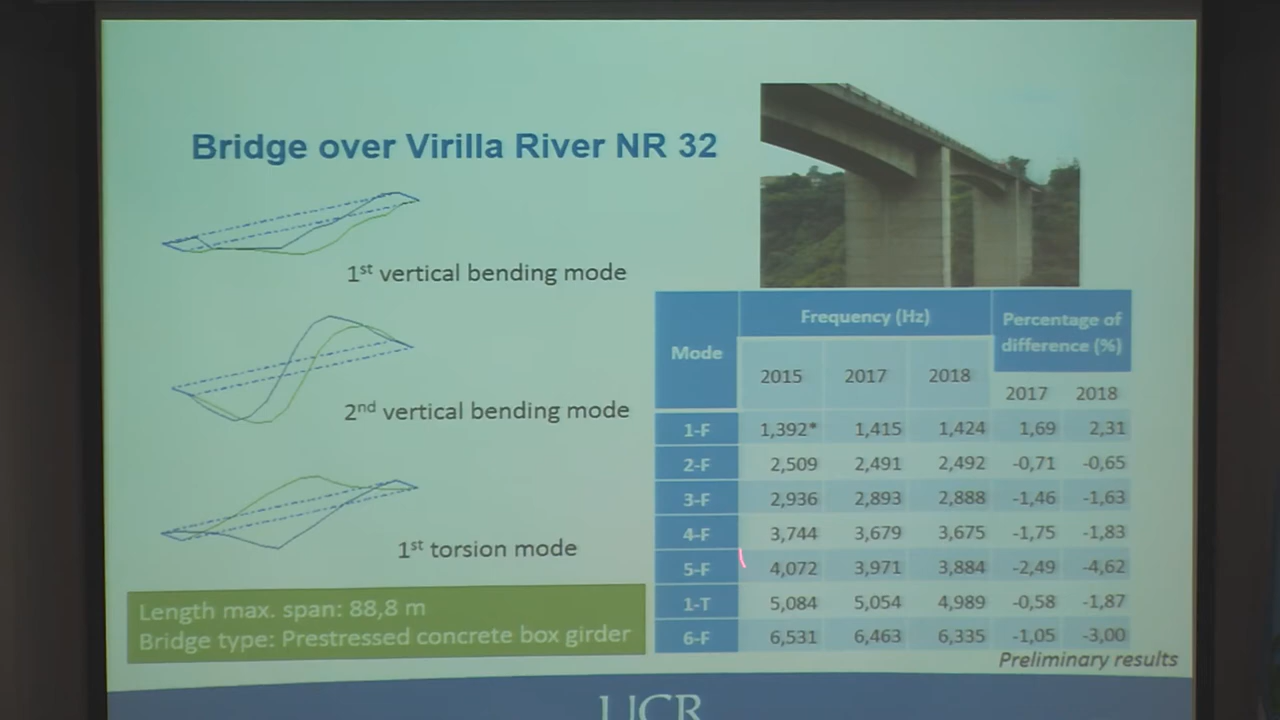 Bridge over Virilla River NR 32
1st vertical bending mode
2nd vertical bending mode
1st torsion mode
Length max. span: 88,8 m
Bridge type: Prestressed concrete box girder
Mode Frequency (Hz) Percentage of difference (%)
2015 2017 2018 2017 2018
1-F 1,392* 1,415 1,424 1,69 2,31
2-F 2,509 2,491 2,492 -0,71 -0,65
3-F 2,936 2,893 2,888 -1,46 -1,63
4-F 3,744 3,679 3,675 -1,75 -1,83
5-F 4,072 3,971 3,884 -2,49 -4,62
1-T 5,084 5,054 4,989 -0,58 -1,87
6-F 6,531 6,463 6,335 -1,05 -3,00
Preliminary results
UCR